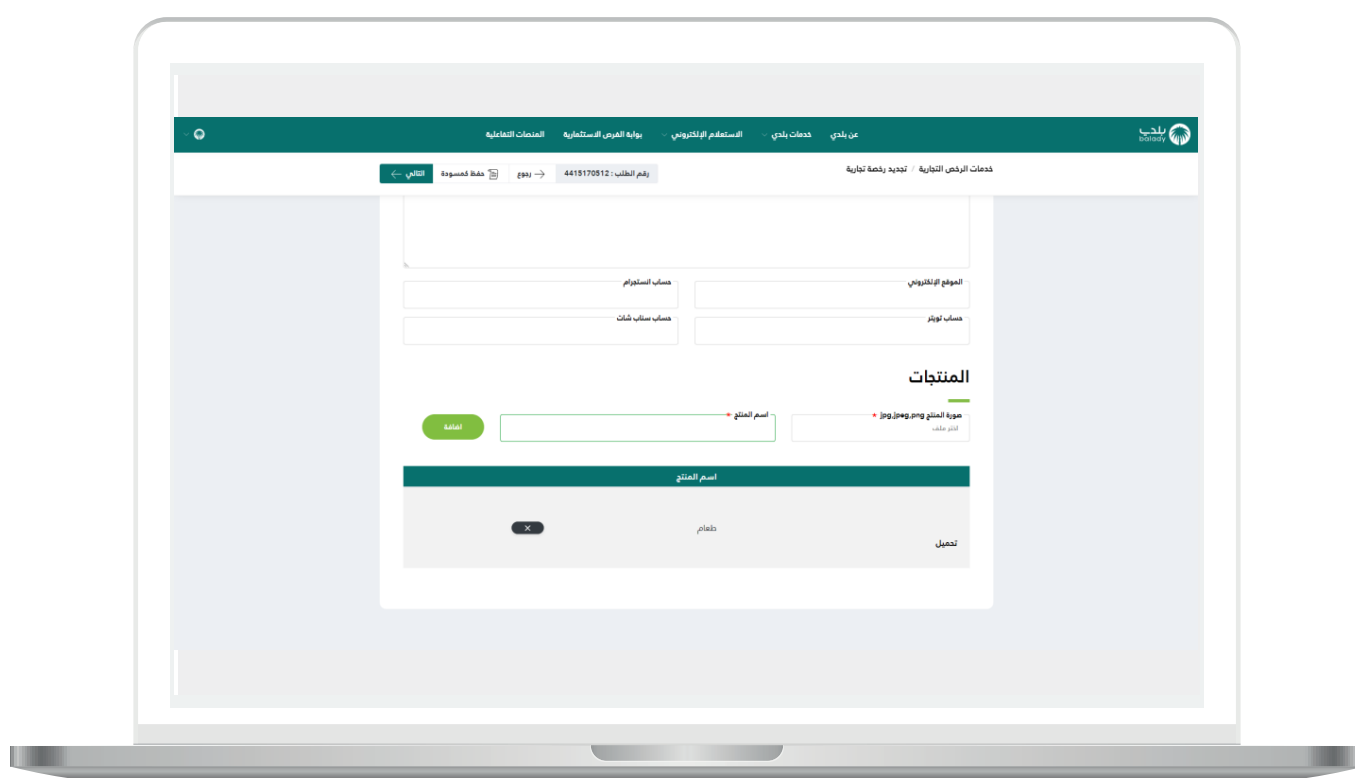 بلدي
balady
عن بلدي
خدمات بلدي
الاستعلام الإلكتروني
بوابة الفرص الاستثمارية
المنصات التفاعلية
خدمات الرخص التجارية / تجديد رخصة تجارية
رقم الطلب : 4415170512
رجوع
حفظ كمسودة
التالي
الموقع الإلكتروني
حساب انستجرام
حساب تويتر
حساب سناب شات
المنتجات
صورة المنتج jpg,jpeg,png *
اختر ملف
اسم المنتج *
اضافة
اسم المنتج
طعام
تحميل